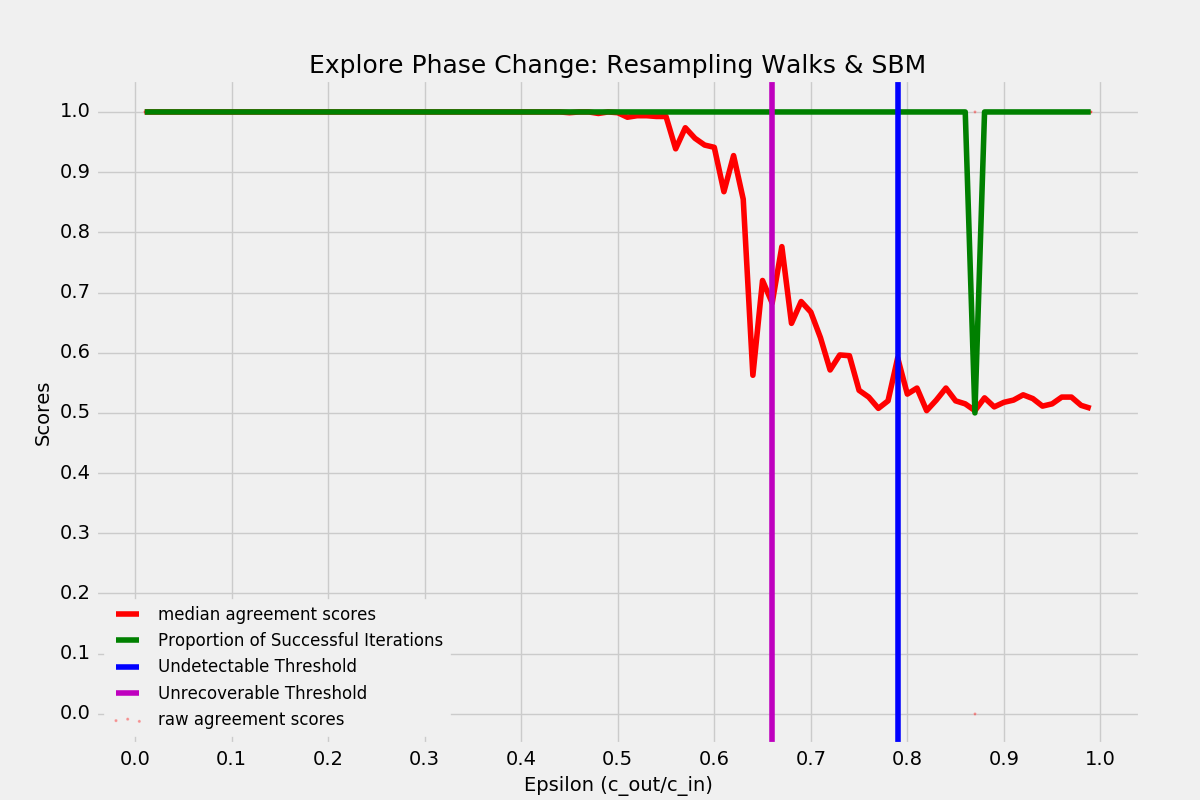 Explore Phase Change: Resampling Walks & SBM
1.0
0.9
0.8
0.7
0.6
0.5
0.4
0.3
0.2
0.1
0.0
Scores
median agreement scores
Proportion of Successful Iterations
Undetectable Threshold
Unrecoverable Threshold
raw agreement scores
0.0 0.1 0.2 0.3 0.4 0.5 0.6 0.7 0.8 0.9 1.0
Epsilon (c_out/c_in)